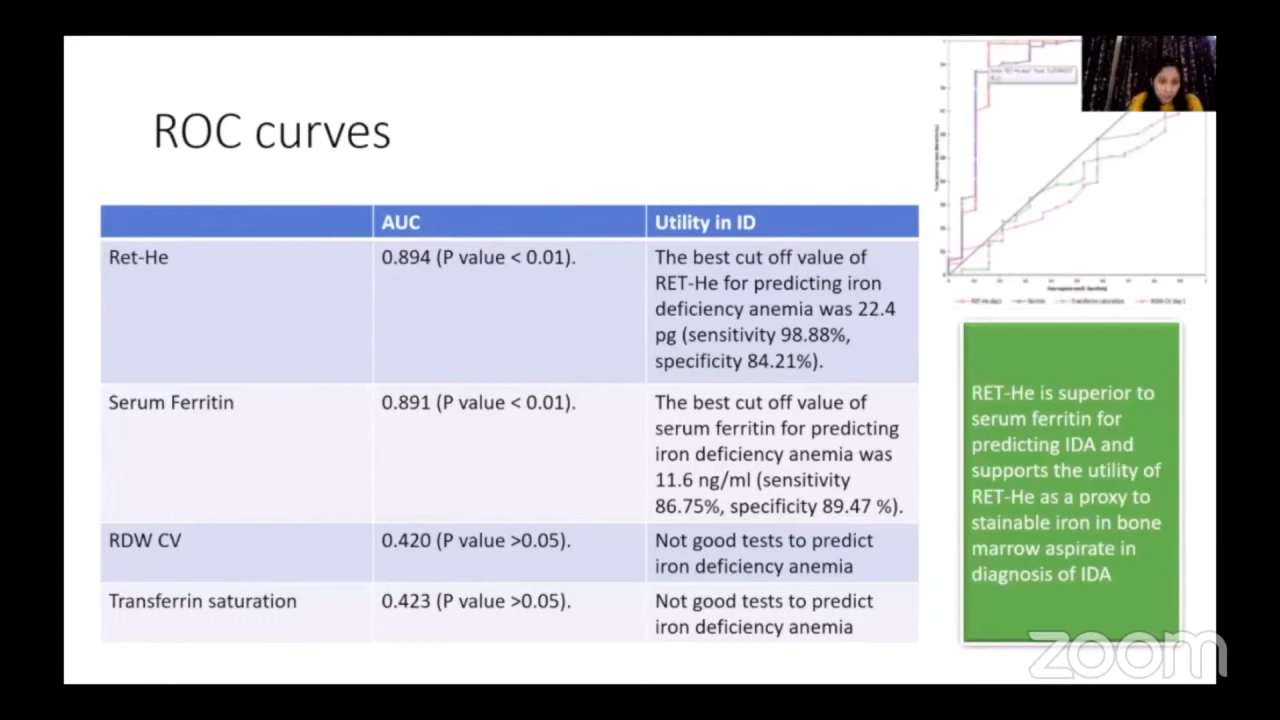 ROC curves
AUC
Utility in ID
Ret-He
0.894 (P value < 0.01).
The best cut off value of
RET-He for predicting iron
deficiency anemia was 22.4
pg (sensitivity 98.88%,
specificity 84.21%).
Serum Ferritin
0.891 (P value < 0.01).
The best cut off value of
serum ferritin for predicting
iron deficiency anemia was
11.6 ng/ml (sensitivity
86.75%, specificity 89.47 %).
RDW CV
0.420 (P value >0.05).
Not good tests to predict
iron deficiency anemia
Transferrin saturation
0.423 (P value >0.05).
Not good tests to predict
iron deficiency anemia
RET-He is superior to
serum ferritin for
predicting IDA and
supports the utility of
RET-He as a proxy to
stainable iron in bone
marrow aspirate in
diagnosis of IDA
zoom